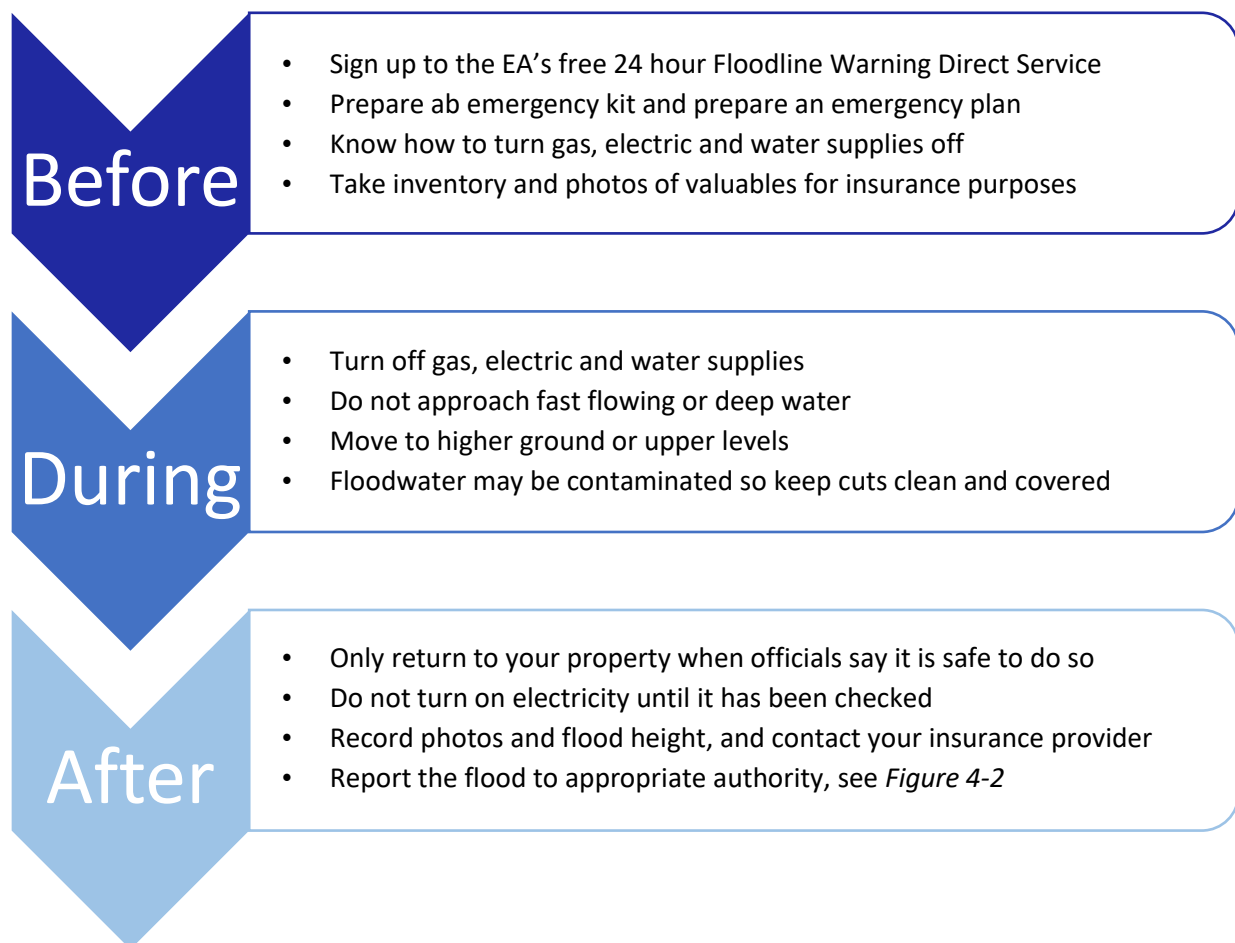 Before
• Sign up to the EA’s free 24 hour Floodline Warning Direct Service
• Prepare ab emergency kit and prepare an emergency plan
• Know how to turn gas, electric and water supplies off
• Take inventory and photos of valuables for insurance purposes
During
• Turn off gas, electric and water supplies
• Do not approach fast flowing or deep water
• Move to higher ground or upper levels
• Floodwater may be contaminated so keep cuts clean and covered
After
• Only return to your property when officials say it is safe to do so
• Do not turn on electricity until it has been checked
• Record photos and flood height, and contact your insurance provider
• Report the flood to appropriate authority, see Figure 4-2